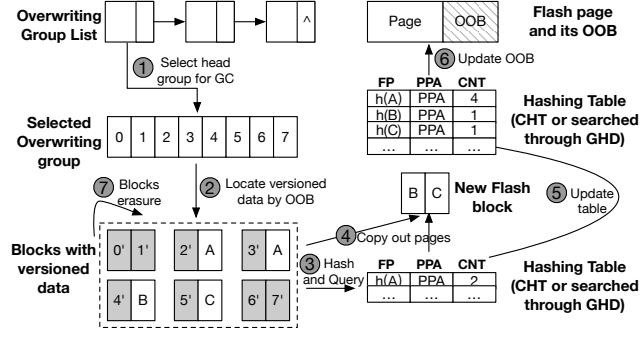 Overwriting
Group List
^
1 Select head
group for GC
Selected
Overwriting
group
0 1 2 3 4 5 6 7
7 Blocks
erasure
2 Locate versioned
data by OOB
Blocks with
versioned
data
0' 1' 2' A 3' A
4' B 5' C 6' 7'
3 Hash
and Query
4 Copy out pages
Page OOB
Flash page
and its OOB
6 Update OOB
FP PPA CNT
h(A) PPA 4
h(B) PPA 1
h(C) PPA 1
... ... ...
Hashing Table
(CHT or searched
through GHD)
B C
New Flash
block
5 Update
table
FP PPA CNT
h(A) PPA 2
... ... ...
Hashing Table
(CHT or searched
through GHD)